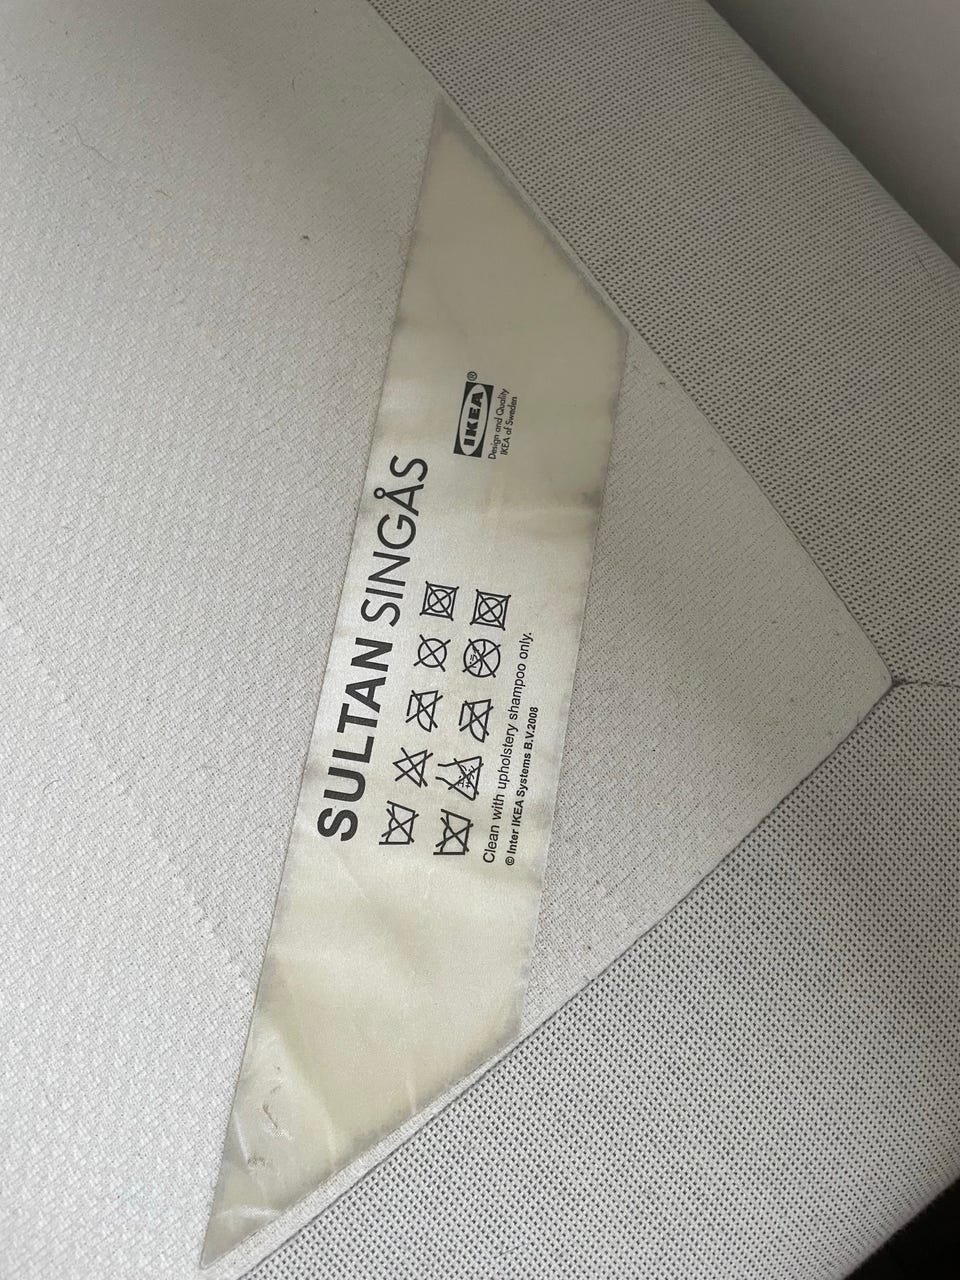 SULTAN SINGÅS
IKEA®
Design and Quality
IKEA of Sweden
Clean with upholstery shampoo only.
© Inter IKEA Systems B.V.2008